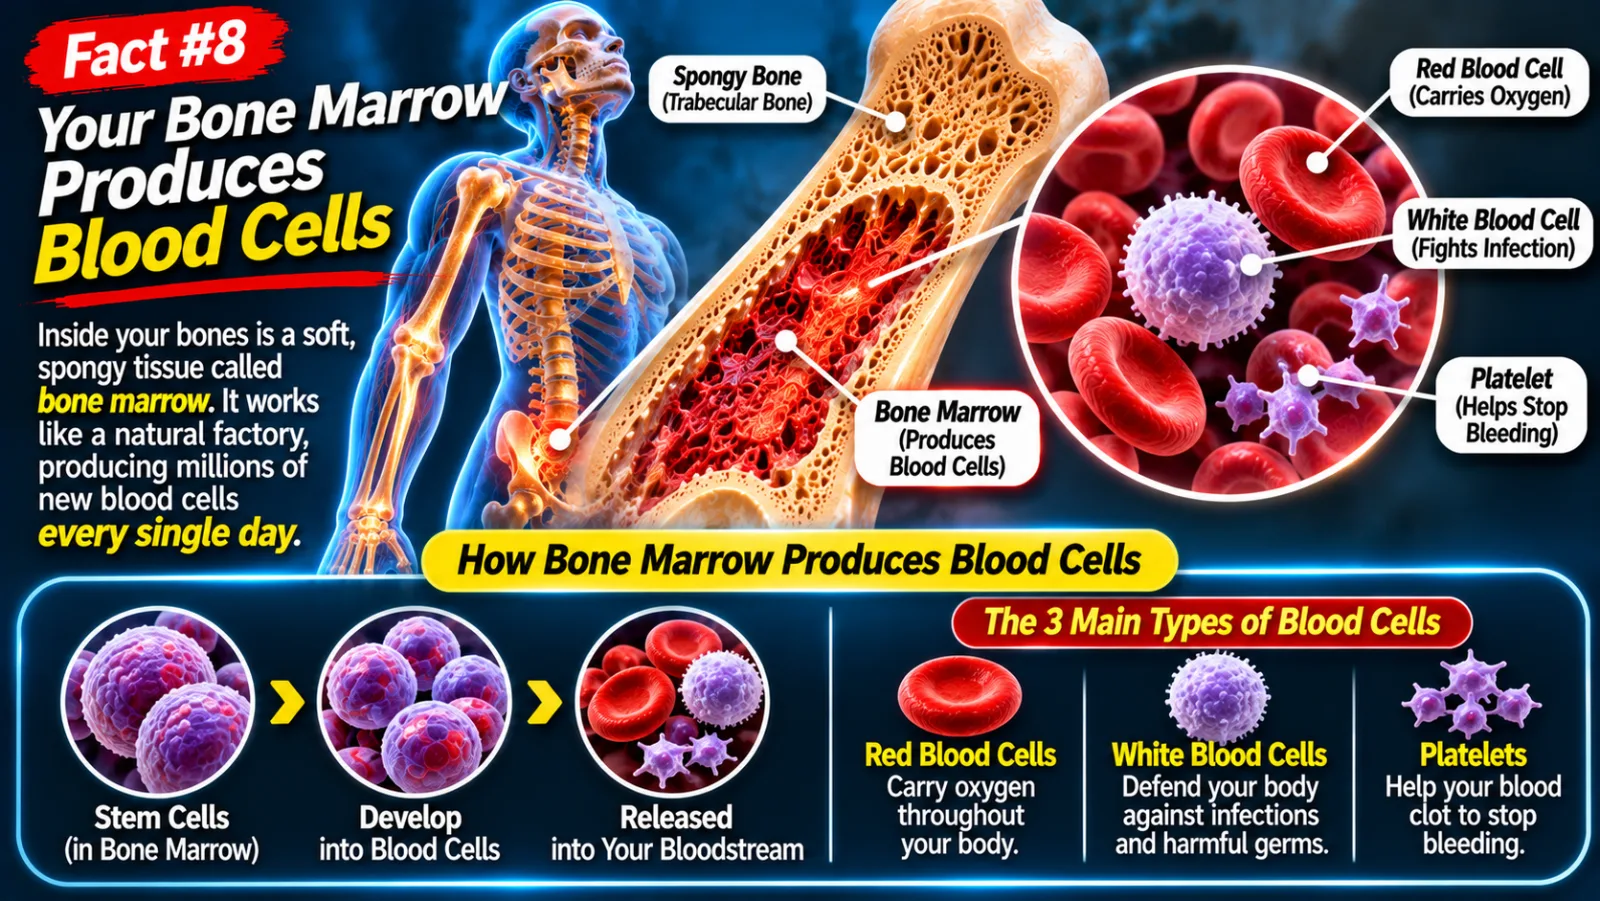 Fact #8
Your Bone Marrow
Produces
Blood Cells
Inside your bones is a soft,
spongy tissue called
bone marrow. It works
like a natural factory,
producing millions of
new blood cells
every single day.
Spongy Bone
(Trabecular Bone)
Bone Marrow
(Produces
Blood Cells)
Red Blood Cell
(Carries Oxygen)
White Blood Cell
(Fights Infection)
Platelet
(Helps Stop
Bleeding)
How Bone Marrow Produces Blood Cells
Stem Cells
(in Bone Marrow)
Develop
into Blood Cells
Released
into Your Bloodstream
The 3 Main Types of Blood Cells
Red Blood Cells
Carry oxygen
throughout
your body.
White Blood Cells
Defend your body
against infections
and harmful germs.
Platelets
Help your blood
clot to stop
bleeding.